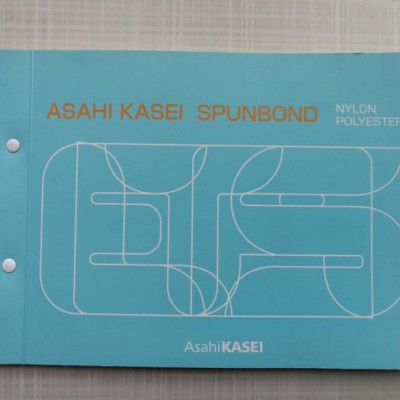 ASAHI KASEI SPUNBOND
NYLON
POLYESTER
AsahiKASEI